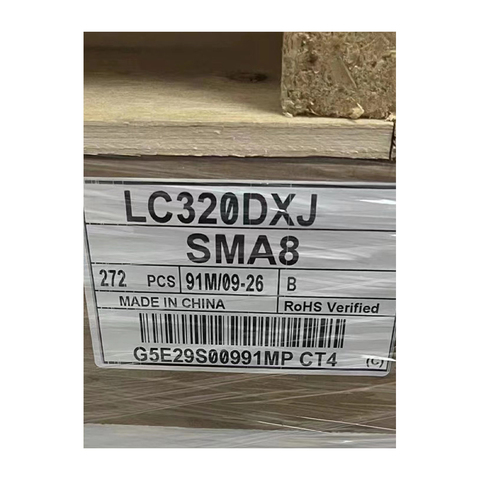 LC320DXJ
SMA8
272 PCS 91M/09-26 B
MADE IN CHINA RoHS Verified
G5E29S00991MP CT4 (C)